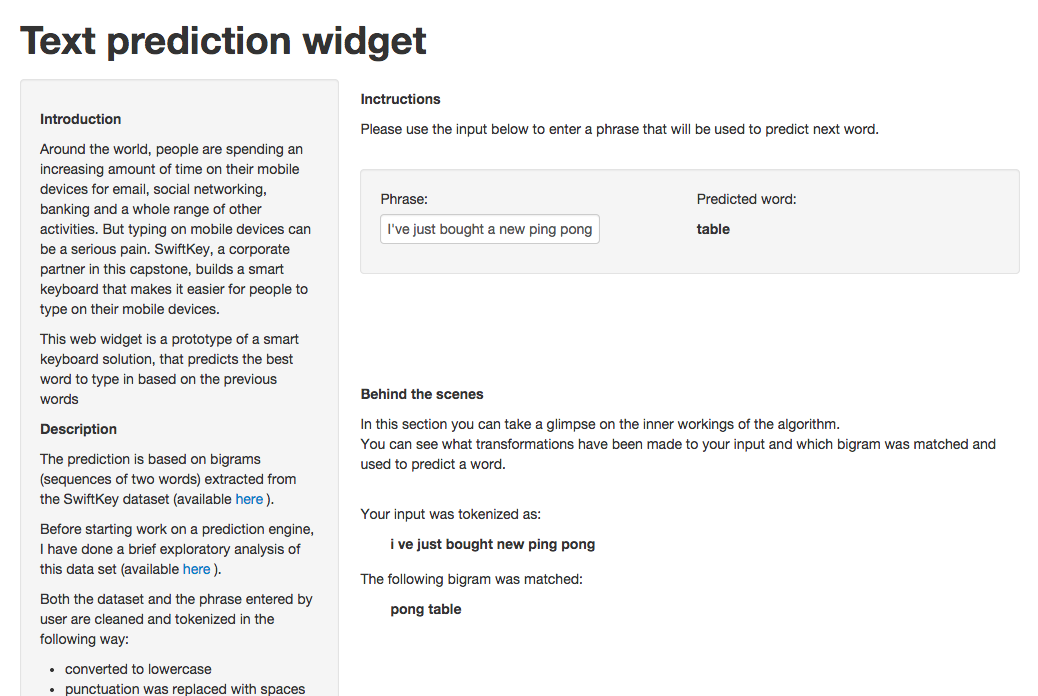 Text prediction widget
Introduction
Around the world, people are spending an
increasing amount of time on their mobile
devices for email, social networking,
banking and a whole range of other
activities. But typing on mobile devices can
be a serious pain. SwiftKey, a corporate
partner in this capstone, builds a smart
keyboard that makes it easier for people to
type on their mobile devices.
This web widget is a prototype of a smart
keyboard solution, that predicts the best
word to type in based on the previous
words
Description
The prediction is based on bigrams
(sequences of two words) extracted from
the SwiftKey dataset (available here ).
Before starting work on a prediction engine,
I have done a brief exploratory analysis of
this data set (available here ).
Both the dataset and the phrase entered by
user are cleaned and tokenized in the
following way:
• converted to lowercase
• punctuation was replaced with spaces
Inctructions
Please use the input below to enter a phrase that will be used to predict next word.
Phrase:
I've just bought a new ping pong
Predicted word:
table
Behind the scenes
In this section you can take a glimpse on the inner workings of the algorithm.
You can see what transformations have been made to your input and which bigram was matched and
used to predict a word.
Your input was tokenized as:
i ve just bought new ping pong
The following bigram was matched:
pong table